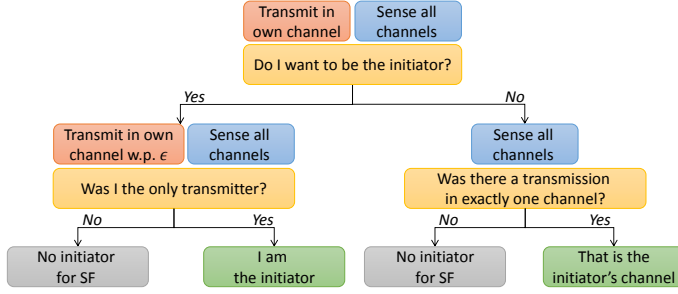 Transmit in
own channel
Sense all
channels
Do I want to be the initiator?
Yes
No
Transmit in own
channel w.p. ϵ
Sense all
channels
Was I the only transmitter?
Sense all
channels
Was there a transmission
in exactly one channel?
No
Yes
No
Yes
No initiator
for SF
I am
the initiator
No initiator
for SF
That is the
initiator's channel